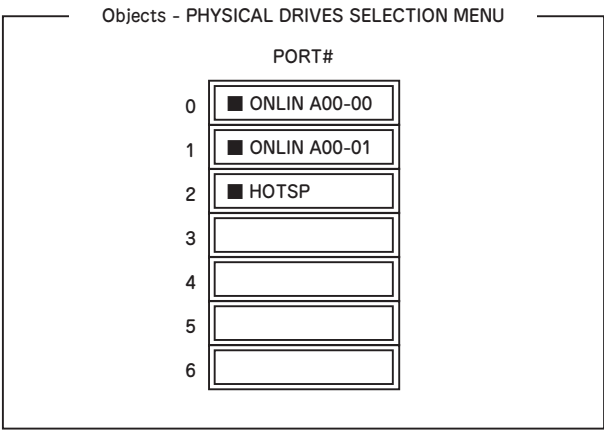 Objects - PHYSICAL DRIVES SELECTION MENU
PORT#
0 ■ ONLIN A00-00
1 ■ ONLIN A00-01
2 ■ HOTSP
3
4
5
6